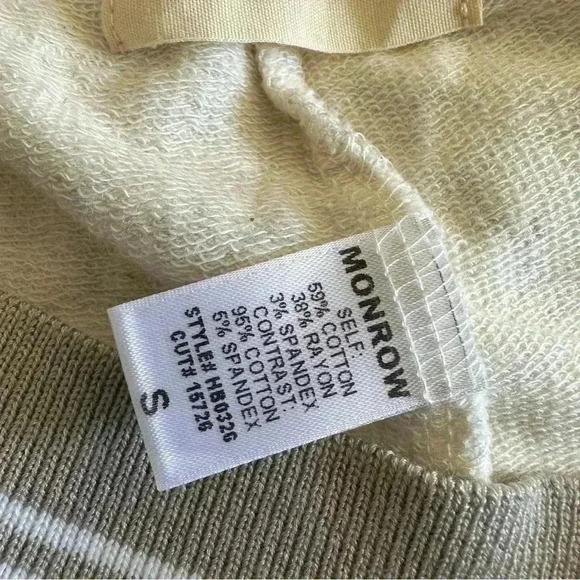 MONROW
SELF:
59% COTTON
38% RAYON
3% SPANDEX
CONTRAST:
95% COTTON
5% SPANDEX
STYLE# HB0326
CUT# 15726
S